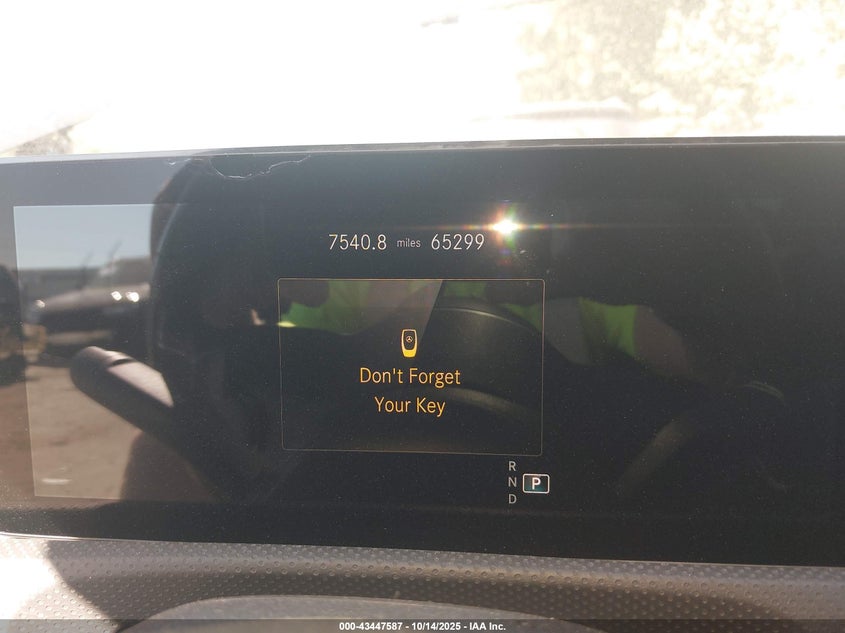 7540.8 miles 65299
Don't Forget
Your Key
R
N P
D
000-43447587 - 10/14/2025 - IAA Inc.